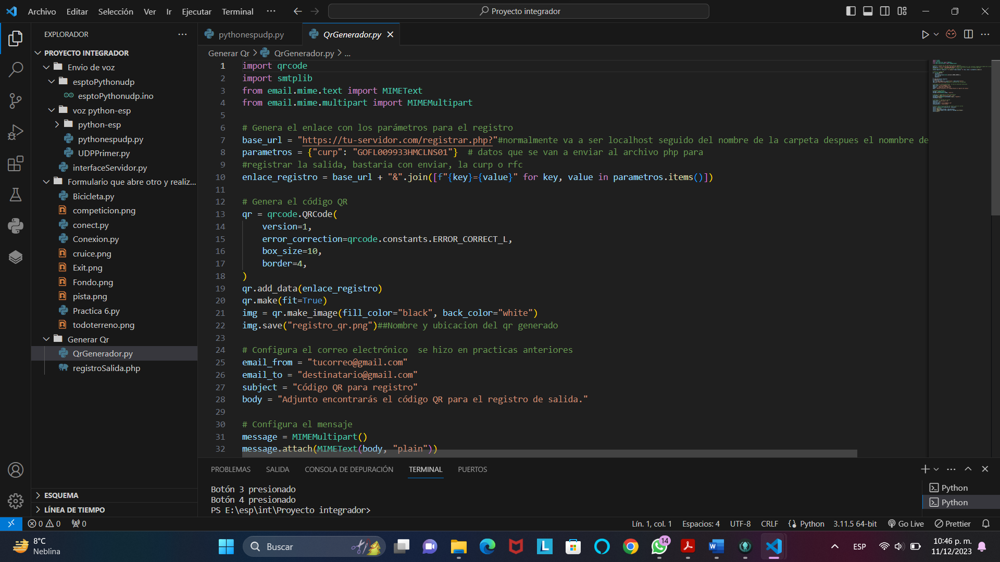 Archivo Editar Selección Ver Ir Ejecutar Terminal ··· Proyecto integrador
EXPLORADOR ···
PROYECTO INTEGRADOR
Envio de voz
esptoPythonudp
esptoPythonudp.ino
voz python-esp
python-esp
pythonespudp.py
UDPPrimer.py
interfaceServidor.py
Formulario que abre otro y realiz...
Bicicleta.py
competicion.png
conect.py
Conexion.py
cruice.png
Exit.png
Fondo.png
pista.png
Practica 6.py
todoterreno.png
Generar Qr
QrGenerador.py
registroSalida.php
ESQUEMA
LÍNEA DE TIEMPO
pythonespudp.py QrGenerador.py
Generar Qr > QrGenerador.py > ...
1 import qrcode
2 import smtplib
3 from email.mime.text import MIMEText
4 from email.mime.multipart import MIMEMultipart
5
6 # Genera el enlace con los parámetros para el registro
7 base_url = "https://tu-servidor.com/registrar.php?"#normalmente va a ser localhost seguido del nombre de la carpeta despues el nomnbre de
8 parametros = {"curp": "GOFL009933HMCLNS01"}  # datos que se van a enviar al archivo php para
9 #registrar la salida, bastaria con enviar, la curp o rfc
10 enlace_registro = base_url + "&".join([f"{key}={value}" for key, value in parametros.items()])
11
12 # Genera el código QR
13 qr = qrcode.QRCode(
14     version=1,
15     error_correction=qrcode.constants.ERROR_CORRECT_L,
16     box_size=10,
17     border=4,
18 )
19 qr.add_data(enlace_registro)
20 qr.make(fit=True)
21 img = qr.make_image(fill_color="black", back_color="white")
22 img.save("registro_qr.png")##Nombre y ubicacion del qr generado
23
24 # Configura el correo electrónico  se hizo en practicas anteriores
25 email_from = "tucorreo@gmail.com"
26 email_to = "destinatario@gmail.com"
27 subject = "Código QR para registro"
28 body = "Adjunto encontrarás el código QR para el registro de salida."
29
30 # Configura el mensaje
31 message = MIMEMultipart()
32 message.attach(MIMEText(body, "plain"))
PROBLEMAS SALIDA CONSOLA DE DEPURACIÓN TERMINAL PUERTOS
Botón 3 presionado
Botón 4 presionado
PS E:\esp\int\Proyecto integrador>
Python
Python
0 0 0 Lín. 1, col. 1 Espacios: 4 UTF-8 CRLF Python 3.11.5 64-bit Go Live Prettier
8°C
Neblina
Buscar
14
ESP
10:46 p. m.
11/12/2023